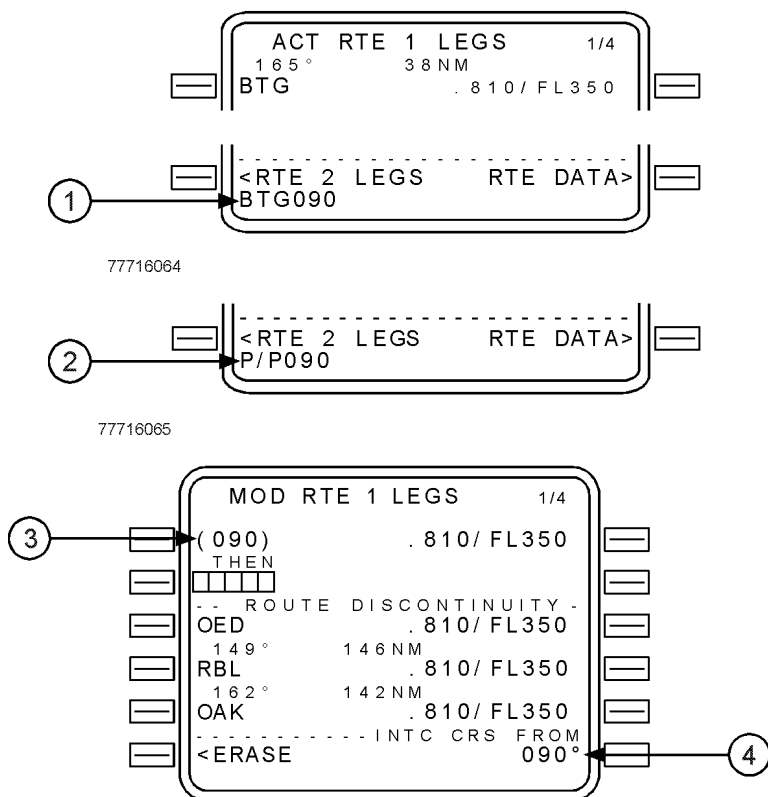 ACT RTE 1 LEGS 1/4
165° 38NM
BTG .810/FL350
- - - - - - - - - - - - - - - - - - - - - - - -
<RTE 2 LEGS RTE DATA>
1
BTG090
77716064
- - - - - - - - - - - - - - - - - - - - - - - -
<RTE 2 LEGS RTE DATA>
2
P/P090
77716065
MOD RTE 1 LEGS 1/4
3
(090) .810/FL350
THEN
-- ROUTE DISCONTINUITY -
OED .810/FL350
149° 146NM
RBL .810/FL350
162° 142NM
OAK .810/FL350
-----------INTC CRS FROM
<ERASE 090°
4